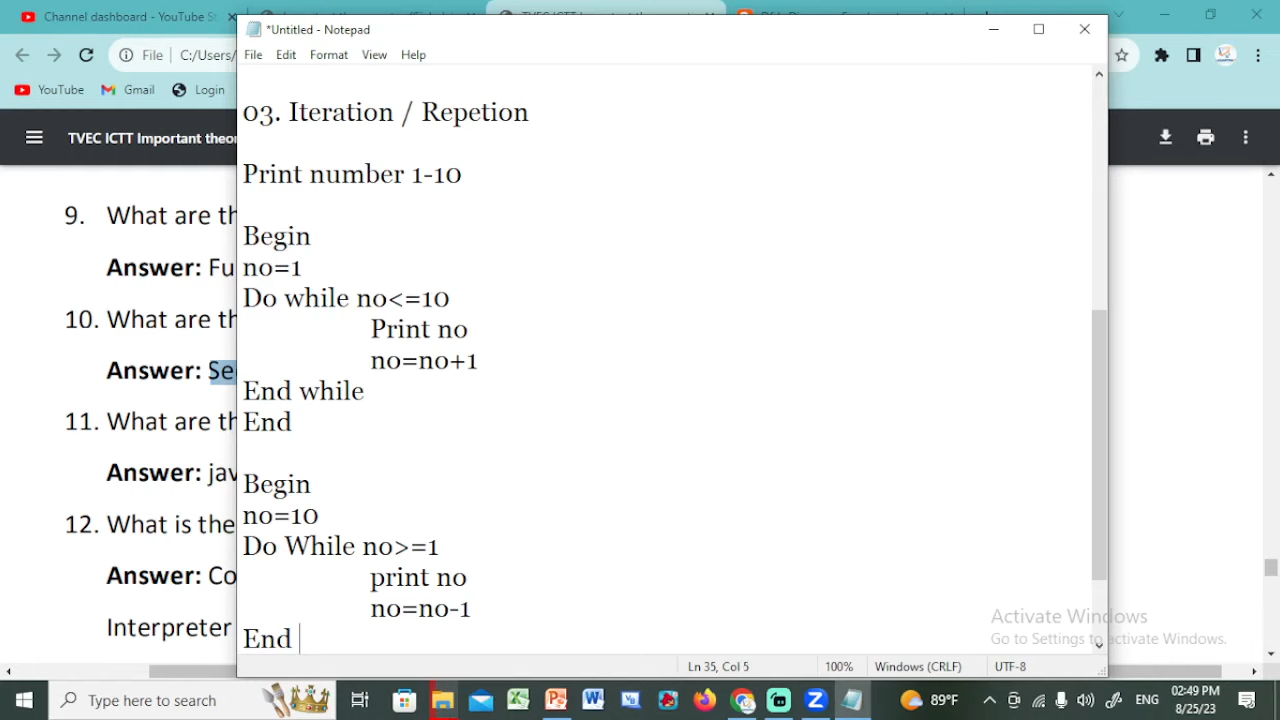 Channel dashboard - YouTube St
*Untitled - Notepad
File
C:/Users/
File Edit Format View Help
YouTube Gmail Login
TVEC ICTT Important theor
03. Iteration / Repetion
Print number 1-10
Begin
no=1
Do while no<=10
Print no
no=no+1
End while
End
Begin
no=10
Do While no>=1
print no
no=no-1
End
9. What are th
Answer: Fu
10. What are th
Answer: Se
11. What are th
Answer: jav
12. What is the
Answer: Co
Interpreter
Activate Windows
Go to Settings to activate Windows.
Ln 35, Col 5 100% Windows (CRLF) UTF-8
Type here to search
89°F
ENG
02:49 PM
8/25/23